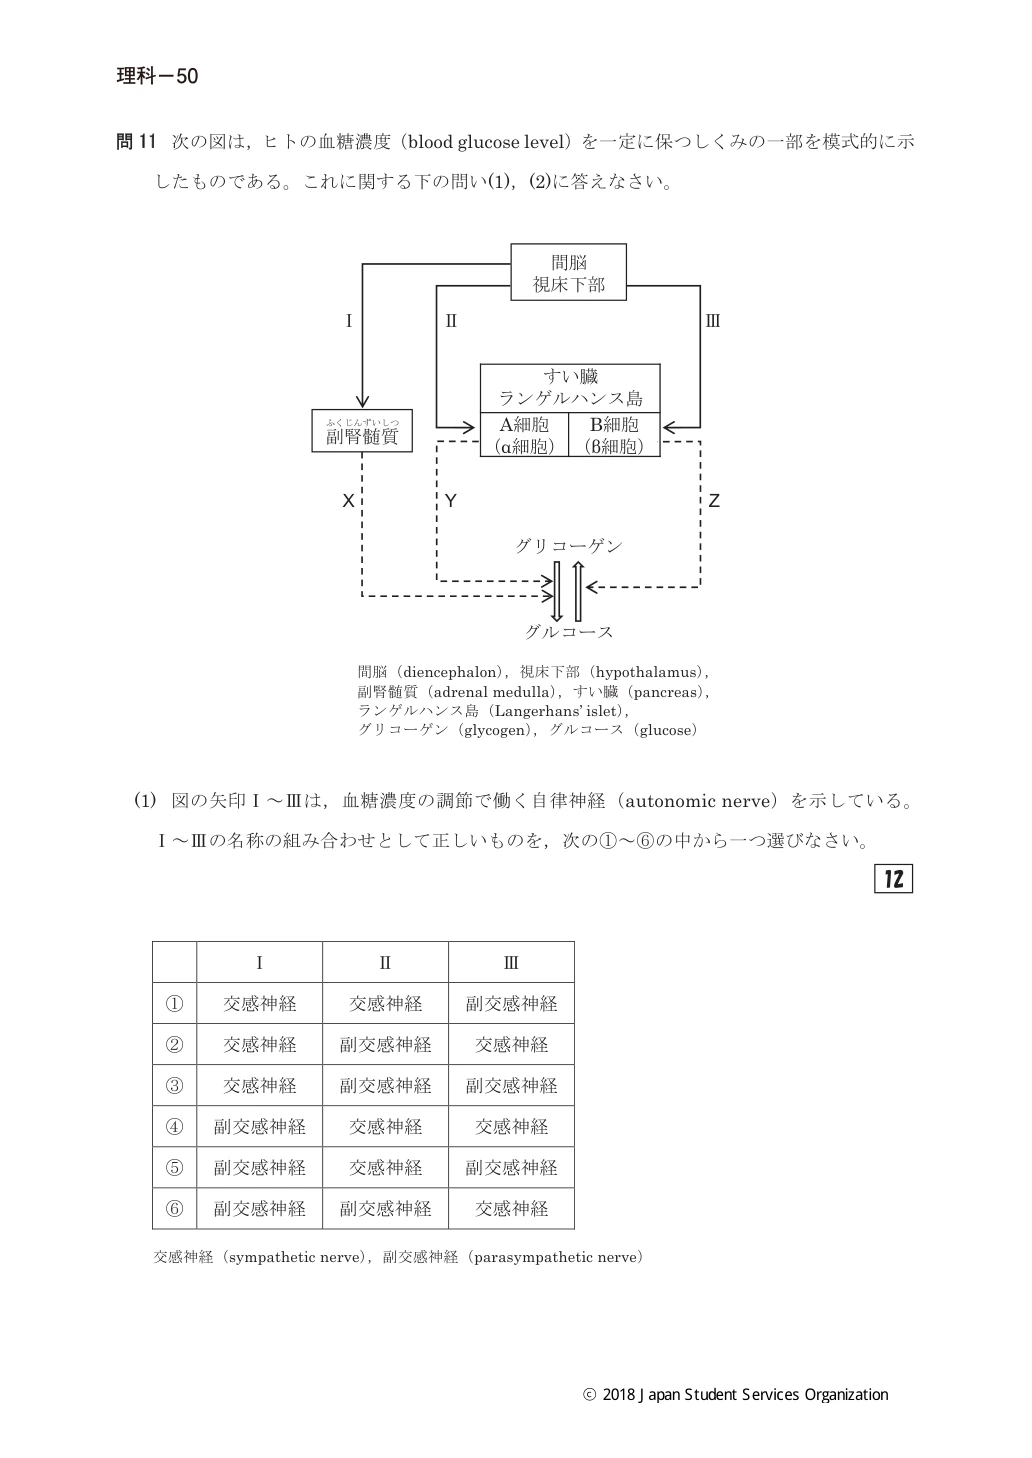 理科－50
問 11 次の図は，ヒトの血糖濃度（blood glucose level）を一定に保つしくみの一部を模式的に示
したものである。これに関する下の問い(1)，(2)に答えなさい。
間脳
視床下部
Ⅰ
Ⅱ
Ⅲ
すい臓
ランゲルハンス島
ふくじんずいしつ
副腎髄質
A細胞
（α細胞）
B細胞
（β細胞）
X
Y
Z
グリコーゲン
グルコース
間脳（diencephalon），視床下部（hypothalamus），
副腎髄質（adrenal medulla），すい臓（pancreas），
ランゲルハンス島（Langerhans’ islet），
グリコーゲン（glycogen），グルコース（glucose）
(1) 図の矢印Ⅰ～Ⅲは，血糖濃度の調節で働く自律神経（autonomic nerve）を示している。
Ⅰ～Ⅲの名称の組み合わせとして正しいものを，次の①～⑥の中から一つ選びなさい。
12
Ⅰ Ⅱ Ⅲ
① 交感神経 交感神経 副交感神経
② 交感神経 副交感神経 交感神経
③ 交感神経 副交感神経 副交感神経
④ 副交感神経 交感神経 交感神経
⑤ 副交感神経 交感神経 副交感神経
⑥ 副交感神経 副交感神経 交感神経
交感神経（sympathetic nerve），副交感神経（parasympathetic nerve）
© 2018 Japan Student Services Organization